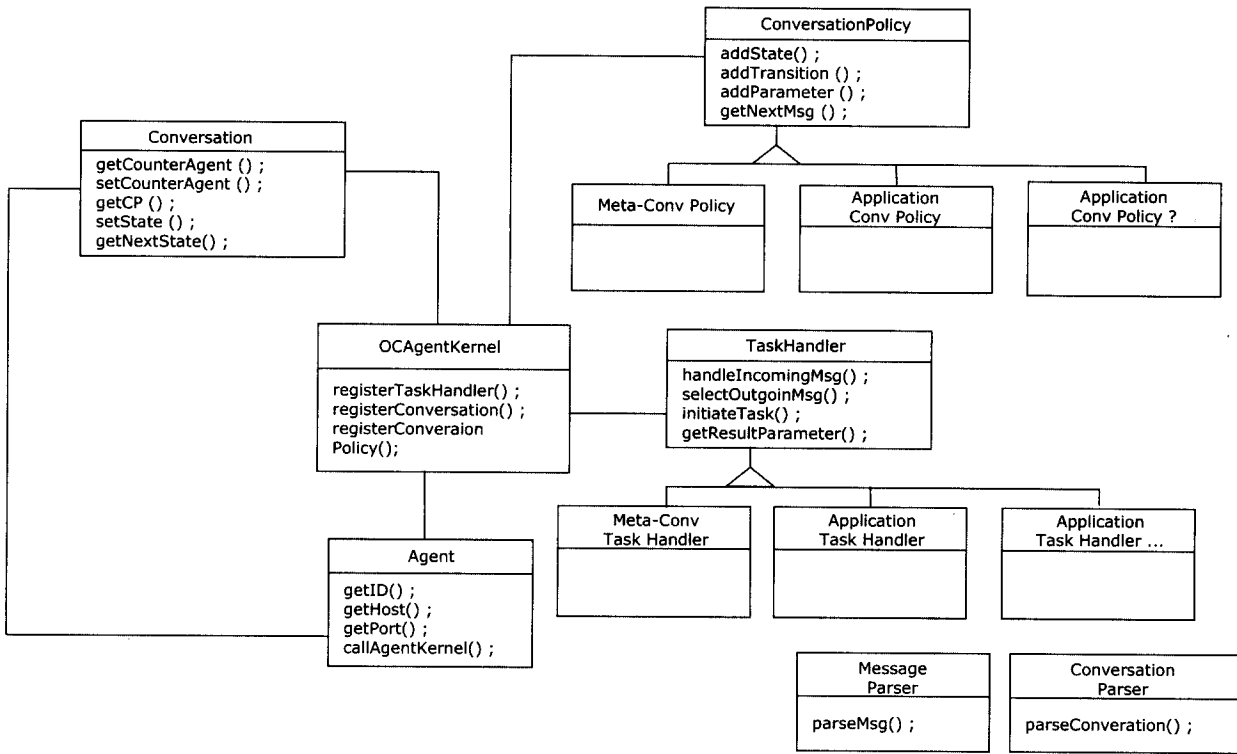 ConversationPolicy
addState() ;
addTransition () ;
addParameter () ;
getNextMsg () ;
Conversation
getCounterAgent () ;
setCounterAgent () ;
getCP () ;
setState () ;
getNextState() ;
Meta-Conv Policy
Application
Conv Policy
Application
Conv Policy ?
OCAgentKernel
registerTaskHandler() ;
registerConversation() ;
registerConveraion
Policy();
TaskHandler
handleIncomingMsg() ;
selectOutgoinMsg() ;
initiateTask() ;
getResultParameter() ;
Meta-Conv
Task Handler
Application
Task Handler
Application
Task Handler ...
Agent
getID() ;
getHost() ;
getPort() ;
callAgentKernel() ;
Message
Parser
parseMsg() ;
Conversation
Parser
parseConveration() ;